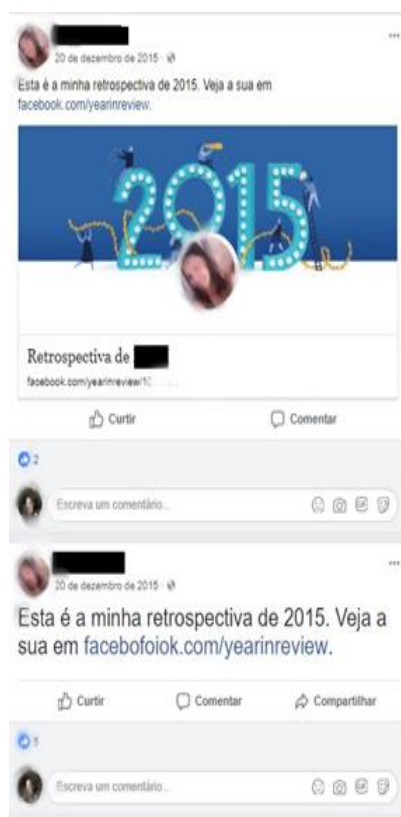 20 de dezembro de 2015 ·
Esta é a minha retrospectiva de 2015. Veja a sua em
facebook.com/yearinreview.
2015
Retrospectiva de
facebook.com/yearinreview/10
Curtir Comentar
2
Escreva um comentário...
20 de dezembro de 2015 ·
Esta é a minha retrospectiva de 2015. Veja a
sua em facebofoiok.com/yearinreview.
Curtir Comentar Compartilhar
5
Escreva um comentário...